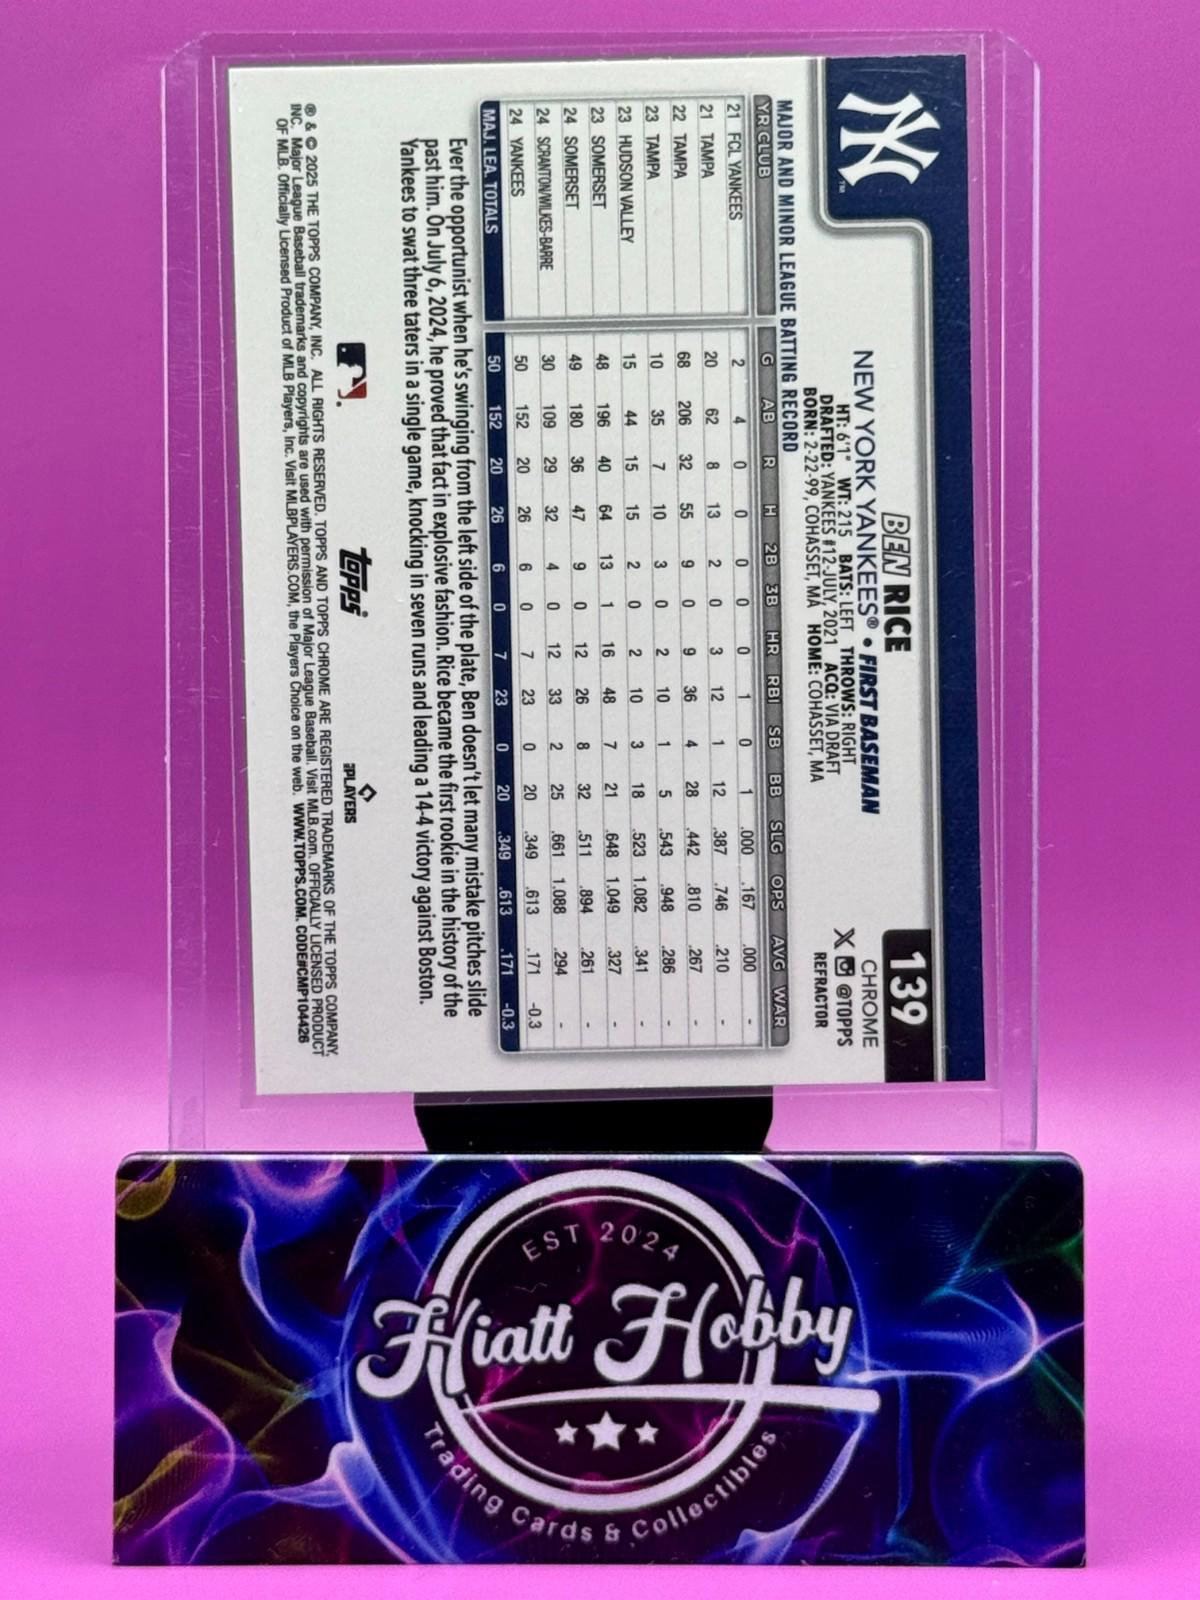 139
CHROME
X @TOPPS
REFRACTOR
BEN RICE
NEW YORK YANKEES® • FIRST BASEMAN
HT: 6'1" WT: 215 BATS: LEFT THROWS: RIGHT
DRAFTED: YANKEES #12-JULY, 2021 ACQ: VIA DRAFT
BORN: 2-22-99, COHASSET, MA HOME: COHASSET, MA
NY
TM
MAJOR AND MINOR LEAGUE BATTING RECORD
YR CLUB G AB R H 2B 3B HR RBI SB BB SLG OPS AVG WAR
21 FCL YANKEES 2 4 0 0 0 0 0 1 0 1 .000 .167 .000 -
21 TAMPA 20 62 8 13 2 0 3 12 1 12 .387 .746 .210 -
22 TAMPA 68 206 32 55 9 0 9 36 4 28 .442 .810 .267 -
23 TAMPA 10 35 7 10 3 0 2 10 1 5 .543 .948 .286 -
23 HUDSON VALLEY 15 44 15 15 2 0 2 10 3 18 .523 1.082 .341 -
23 SOMERSET 48 196 40 64 13 1 16 48 7 21 .648 1.049 .327 -
24 SOMERSET 49 180 36 47 9 0 12 26 8 32 .511 .894 .261 -
24 SCRANTON/WILKES-BARRE 30 109 29 32 4 0 12 33 2 25 .661 1.088 .294 -
24 YANKEES 50 152 20 26 6 0 7 23 0 20 .349 .613 .171 -0.3
MAJ. LEA. TOTALS 50 152 20 26 6 0 7 23 0 20 .349 .613 .171 -0.3
Ever the opportunist when he's swinging from the left side of the plate, Ben doesn't let many mistake pitches slide
past him. On July 6, 2024, he proved that fact in explosive fashion. Rice became the first rookie in the history of the
Yankees to swat three taters in a single game, knocking in seven runs and leading a 14-4 victory against Boston.
topps
PLAYERS
® & © 2025 THE TOPPS COMPANY, INC. ALL RIGHTS RESERVED. TOPPS AND TOPPS CHROME ARE REGISTERED TRADEMARKS OF THE TOPPS COMPANY,
INC. Major League Baseball trademarks and copyrights are used with permission of Major League Baseball. Visit MLB.com. OFFICIALLY LICENSED PRODUCT
OF MLB. Officially Licensed Product of MLB Players, Inc. Visit MLBPLAYERS.COM, the Players Choice on the web. WWW.TOPPS.COM. CODE#CMP104426
EST 2024
Hiatt Hobby
Trading Cards & Collectibles